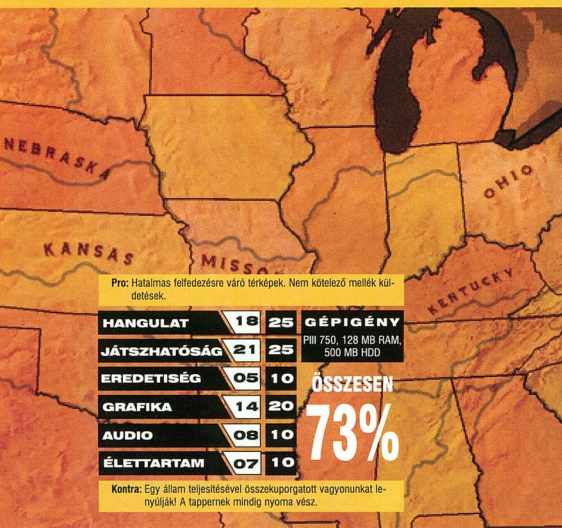 NEBRASKA
OHIO
KANSAS
KENTUCKY
Pro: Hatalmas felfedezésre váró térképek. Nem kötelező mellék kül-
detések.
HANGULAT 18 25
JÁTSZHATÓSÁG 21 25
EREDETISÉG 05 10
GRAFIKA 14 20
AUDIO 08 10
ÉLETTARTAM 07 10
GÉPIGÉNY
PIII 750, 128 MB RAM,
500 MB HDD
ÖSSZESEN
73%
Kontra: Egy állam teljesítésével összekuporgatott vagyonunkat le-
nyúlják! A tappernek mindig nyoma vész.